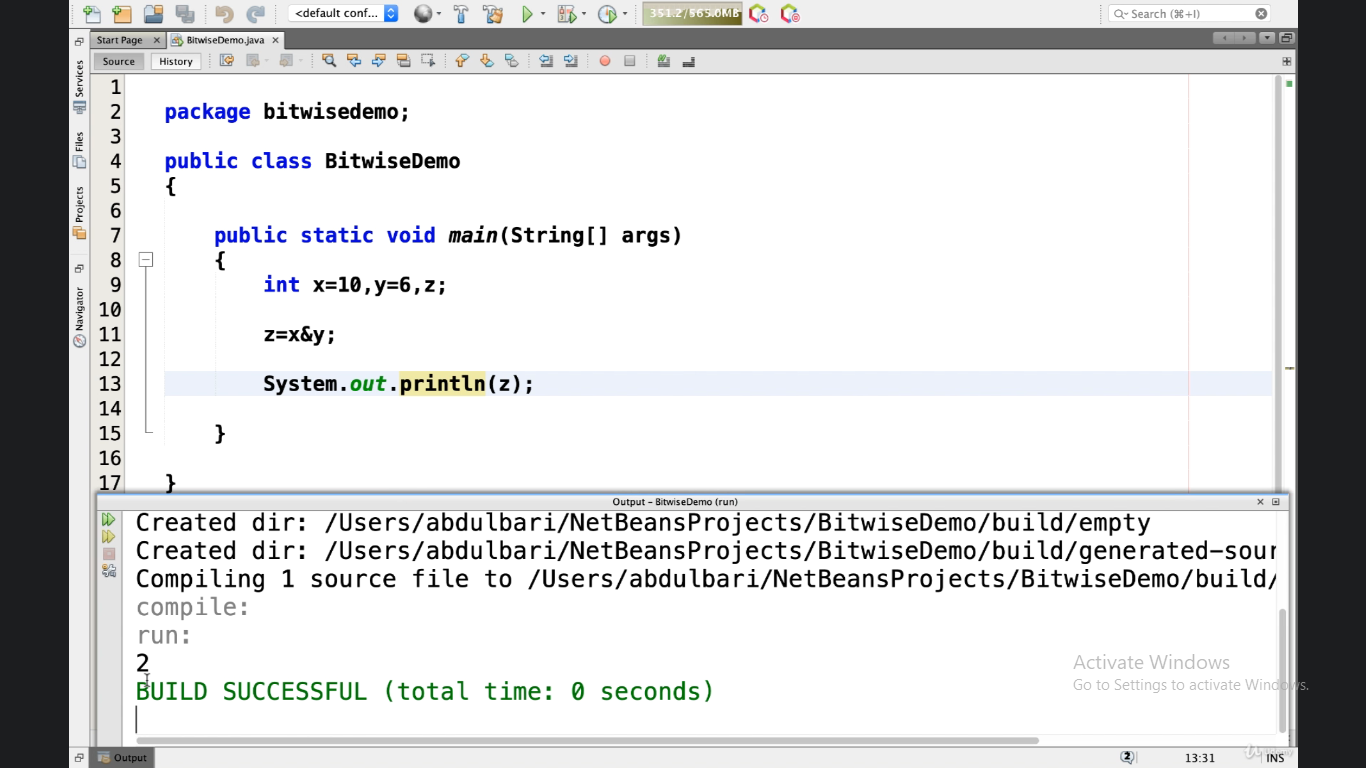 <default conf...
351.2/565.0MB
Search (⌘+I)
Start Page
BitwiseDemo.java
Source
History
Services
Files
Projects
Navigator
1
2 package bitwisedemo;
3
4 public class BitwiseDemo
5 {
6
7 public static void main(String[] args)
8 {
9 int x=10,y=6,z;
10
11 z=x&y;
12
13 System.out.println(z);
14
15 }
16
17 }
Output - BitwiseDemo (run)
Created dir: /Users/abdulbari/NetBeansProjects/BitwiseDemo/build/empty
Created dir: /Users/abdulbari/NetBeansProjects/BitwiseDemo/build/generated-sour
Compiling 1 source file to /Users/abdulbari/NetBeansProjects/BitwiseDemo/build/
compile:
run:
2
BUILD SUCCESSFUL (total time: 0 seconds)
Activate Windows
Go to Settings to activate Windows.
Output
2
13:31
INS